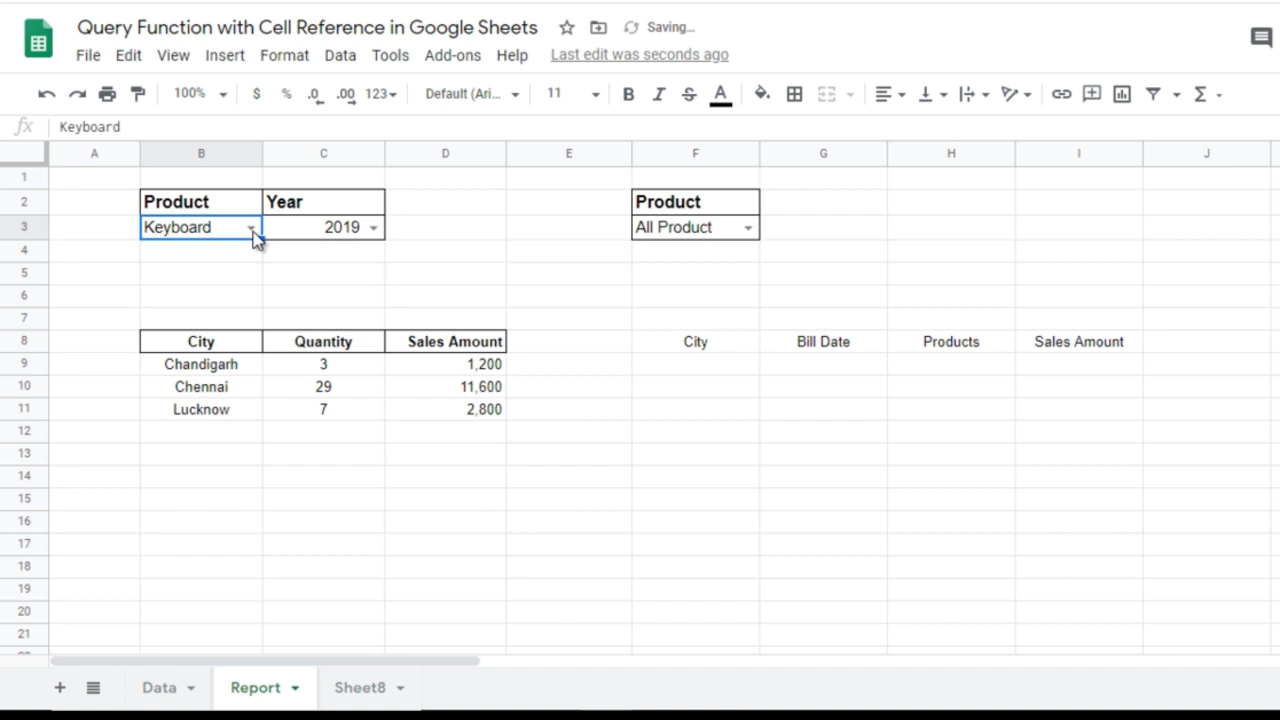 Query Function with Cell Reference in Google Sheets Saving...
File Edit View Insert Format Data Tools Add-ons Help Last edit was seconds ago
100% $ % .0 .00 123 Default (Ari... 11 B I S A Σ
fx Keyboard
A B C D E F G H I J
1
2 Product Year Product
3 Keyboard 2019 All Product
4
5
6
7
8 City Quantity Sales Amount City Bill Date Products Sales Amount
9 Chandigarh 3 1,200
10 Chennai 29 11,600
11 Lucknow 7 2,800
12
13
14
15
16
17
18
19
20
21
+ Data Report Sheet8